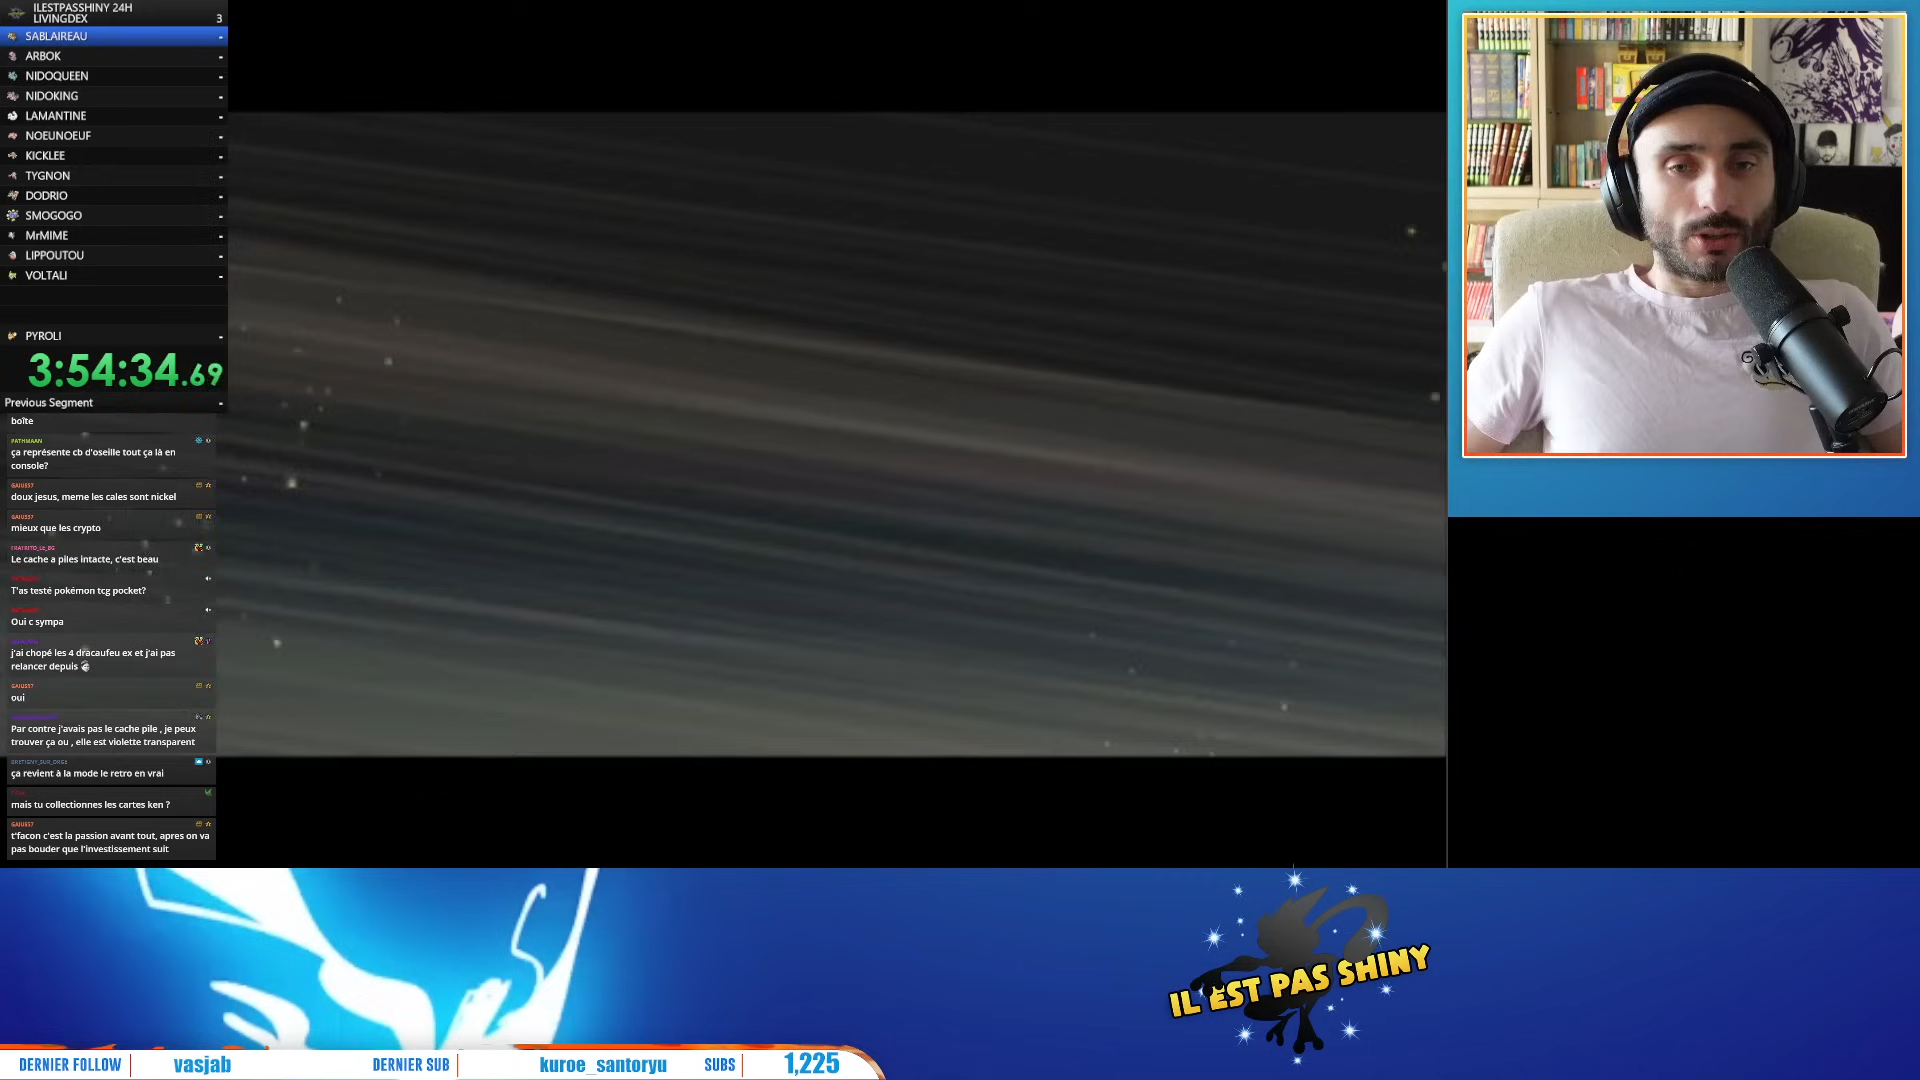 ILESTPASSHINY 24H
LIVINGDEX
3
SABLAIREAU -
ARBOK -
NIDOQUEEN -
NIDOKING -
LAMANTINE -
NOEUNOEUF -
KICKLEE -
TYGNON -
DODRIO -
SMOGOGO -
MrMIME -
LIPPOUTOU -
VOLTALI -
PYROLI -
3:54:34.69
Previous Segment -
boîte
PATHMAAN
ça représente cb d'oseille tout ça là en
console?
GAIUS57
doux jesus, meme les cales sont nickel
GAIUS57
mieux que les crypto
Le cache a piles intacte, c'est beau
T'as testé pokémon tcg pocket?
Oui c sympa
j'ai chopé les 4 dracaufeu ex et j'ai pas
relancer depuis
GAIUS57
oui
Par contre j'avais pas le cache pile , je peux
trouver ça ou , elle est violette transparent
BRETIGNY_SUR_ORGE
ça revient à la mode le retro en vrai
mais tu collectionnes les cartes ken ?
GAIUS57
t'façon c'est la passion avant tout, apres on va
pas bouder que l'investissement suit
IL EST PAS SHINY
DERNIER FOLLOW
vasjab
DERNIER SUB
kuroe_santoryu
SUBS
1,225